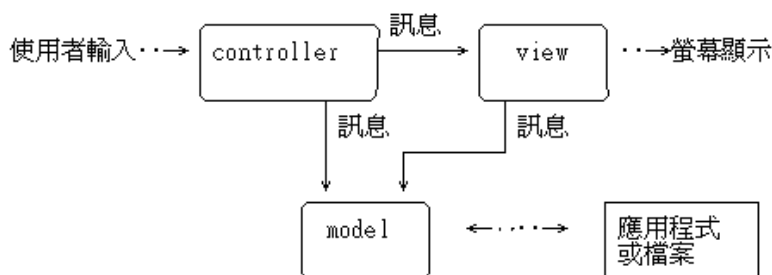 訊息
使用者輸入
controller
view
螢幕顯示
訊息
訊息
model
應用程式
或檔案